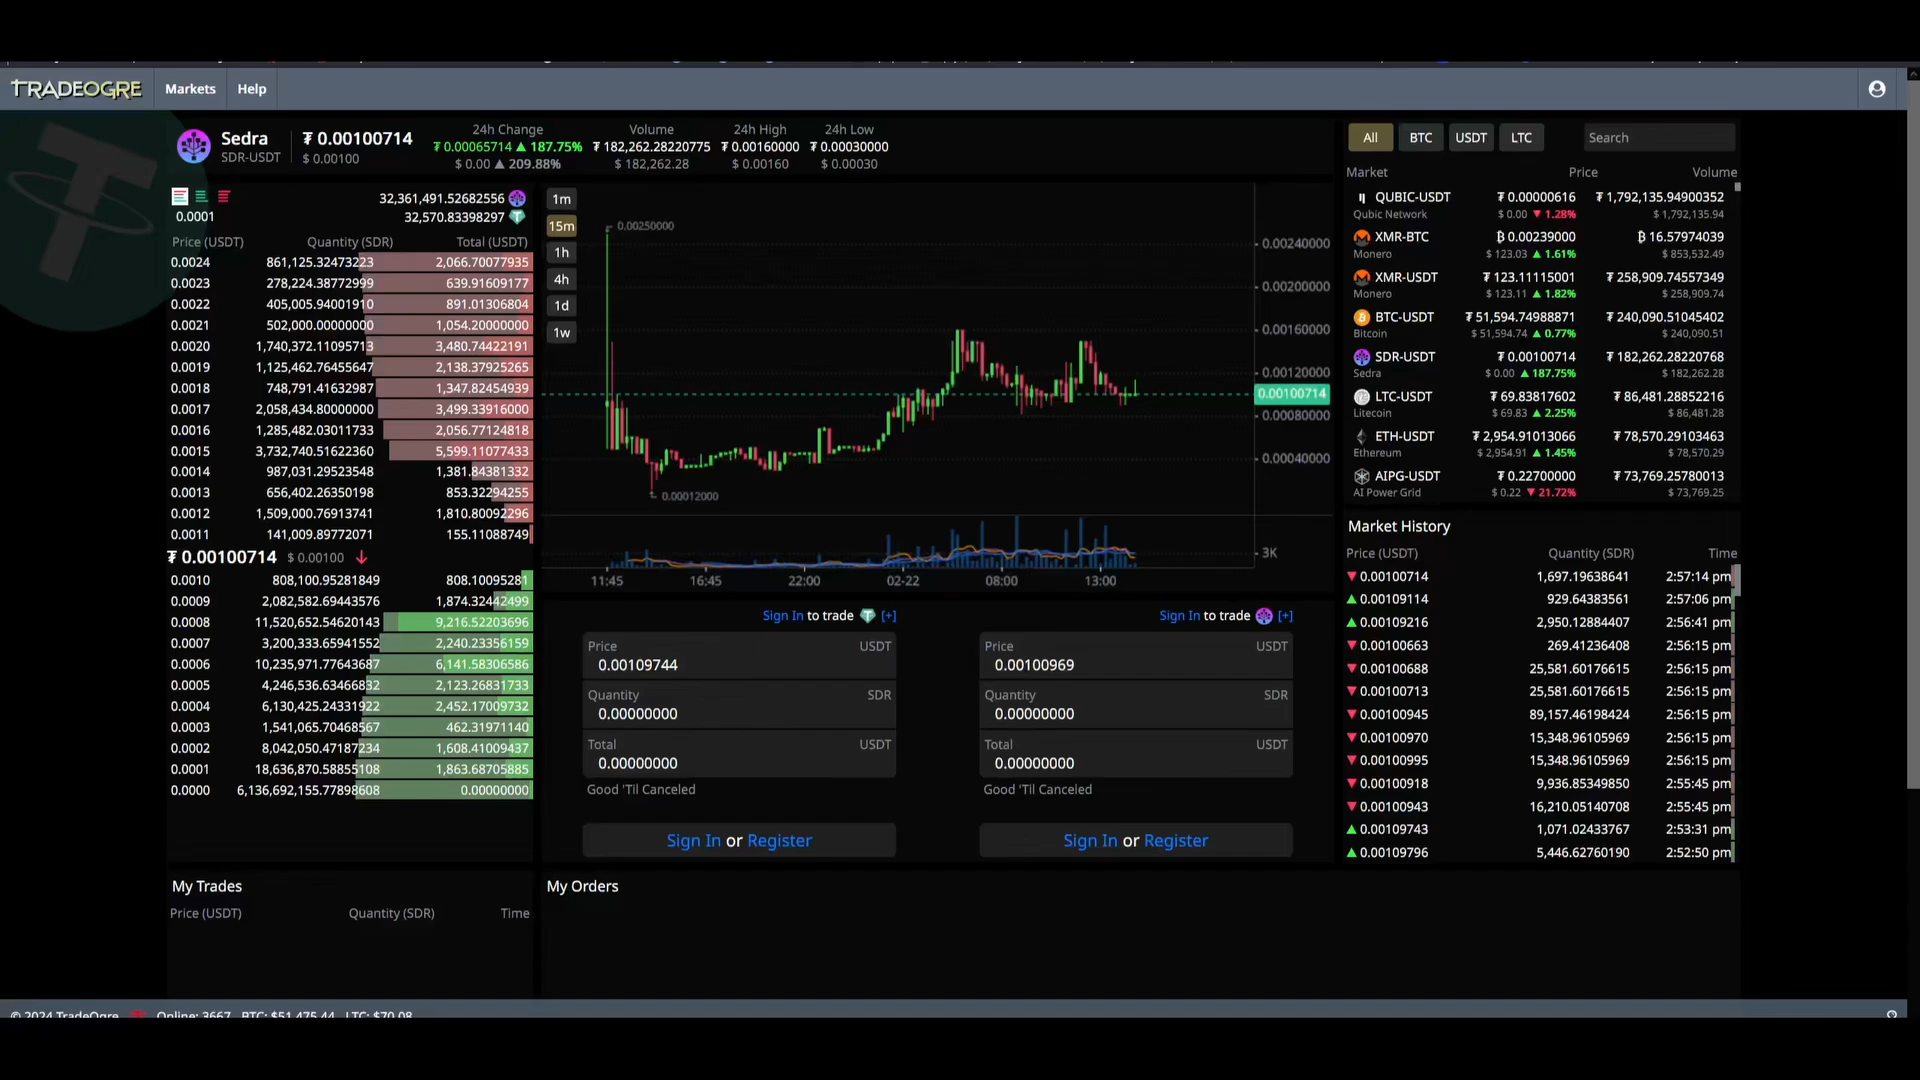 TRADEOGRE Markets Help
Sedra
SDR-USDT
₮ 0.00100714
$ 0.00100
24h Change
₮ 0.00065714 ▲ 187.75%
$ 0.00 ▲ 209.88%
Volume
₮ 182,262.28220775
$ 182,262.28
24h High
₮ 0.00160000
$ 0.00160
24h Low
₮ 0.00030000
$ 0.00030
32,361,491.52682556
0.0001 32,570.83398297
Price (USDT) Quantity (SDR) Total (USDT)
0.0024 861,125.32473223 2,066.70077935
0.0023 278,224.38772999 639.91609177
0.0022 405,005.94001910 891.01306804
0.0021 502,000.00000000 1,054.20000000
0.0020 1,740,372.11095713 3,480.74422191
0.0019 1,125,462.76455647 2,138.37925265
0.0018 748,791.41632987 1,347.82454939
0.0017 2,058,434.80000000 3,499.33916000
0.0016 1,285,482.03011733 2,056.77124818
0.0015 3,732,740.51622360 5,599.11077433
0.0014 987,031.29523548 1,381.84381332
0.0013 656,402.26350198 853.32294255
0.0012 1,509,000.76913741 1,810.80092296
0.0011 141,009.89772071 155.11088749
₮ 0.00100714 $ 0.00100
0.0010 808,100.95281849 808.10095281
0.0009 2,082,582.69443576 1,874.32442499
0.0008 11,520,652.54620143 9,216.52203696
0.0007 3,200,333.65941552 2,240.23356159
0.0006 10,235,971.77643687 6,141.58306586
0.0005 4,246,536.63466832 2,123.26831733
0.0004 6,130,425.24331922 2,452.17009732
0.0003 1,541,065.70468567 462.31971140
0.0002 8,042,050.47187234 1,608.41009437
0.0001 18,636,870.58855108 1,863.68705885
0.0000 6,136,692,155.77898608 0.00000000
1m
15m
1h
4h
1d
1w
0.00250000
0.00012000
0.00240000
0.00200000
0.00160000
0.00120000
0.00100714
0.00080000
0.00040000
3K
11:45 16:45 22:00 02-22 08:00 13:00
Sign In to trade [+]
Price USDT
0.00109744
Quantity SDR
0.00000000
Total USDT
0.00000000
Good 'Til Canceled
Sign In or Register
Sign In to trade [+]
Price USDT
0.00100969
Quantity SDR
0.00000000
Total USDT
0.00000000
Good 'Til Canceled
Sign In or Register
All BTC USDT LTC Search
Market Price Volume
QUBIC-USDT ₮ 0.00000616 ₮ 1,792,135.94900352
Qubic Network $ 0.00 ▼ 1.28% $ 1,792,135.94
XMR-BTC ₿ 0.00239000 ₿ 16.57974039
Monero $ 123.03 ▲ 1.61% $ 853,532.49
XMR-USDT ₮ 123.11115001 ₮ 258,909.74557349
Monero $ 123.11 ▲ 1.82% $ 258,909.74
BTC-USDT ₮ 51,594.74988871 ₮ 240,090.51045402
Bitcoin $ 51,594.74 ▲ 0.77% $ 240,090.51
SDR-USDT ₮ 0.00100714 ₮ 182,262.28220768
Sedra $ 0.00 ▲ 187.75% $ 182,262.28
LTC-USDT ₮ 69.83817602 ₮ 86,481.28852216
Litecoin $ 69.83 ▲ 2.25% $ 86,481.28
ETH-USDT ₮ 2,954.91013066 ₮ 78,570.29103463
Ethereum $ 2,954.91 ▲ 1.45% $ 78,570.29
AIPG-USDT ₮ 0.22700000 ₮ 73,769.25780013
AI Power Grid $ 0.22 ▼ 21.72% $ 73,769.25
Market History
Price (USDT) Quantity (SDR) Time
▼ 0.00100714 1,697.19638641 2:57:14 pm
▲ 0.00109114 929.64383561 2:57:06 pm
▲ 0.00109216 2,950.12884407 2:56:41 pm
▼ 0.00100663 269.41236408 2:56:15 pm
▼ 0.00100688 25,581.60176615 2:56:15 pm
▼ 0.00100713 25,581.60176615 2:56:15 pm
▼ 0.00100945 89,157.46198424 2:56:15 pm
▼ 0.00100970 15,348.96105969 2:56:15 pm
▼ 0.00100995 15,348.96105969 2:56:15 pm
▼ 0.00100918 9,936.85349850 2:55:45 pm
▼ 0.00100943 16,210.05140708 2:55:45 pm
▲ 0.00109743 1,071.02433767 2:53:31 pm
▲ 0.00109796 5,446.62760190 2:52:50 pm
My Trades
Price (USDT) Quantity (SDR) Time
My Orders
© 2024 TradeOgre Online: 3667 BTC: $51,475.44 LTC: $70.08